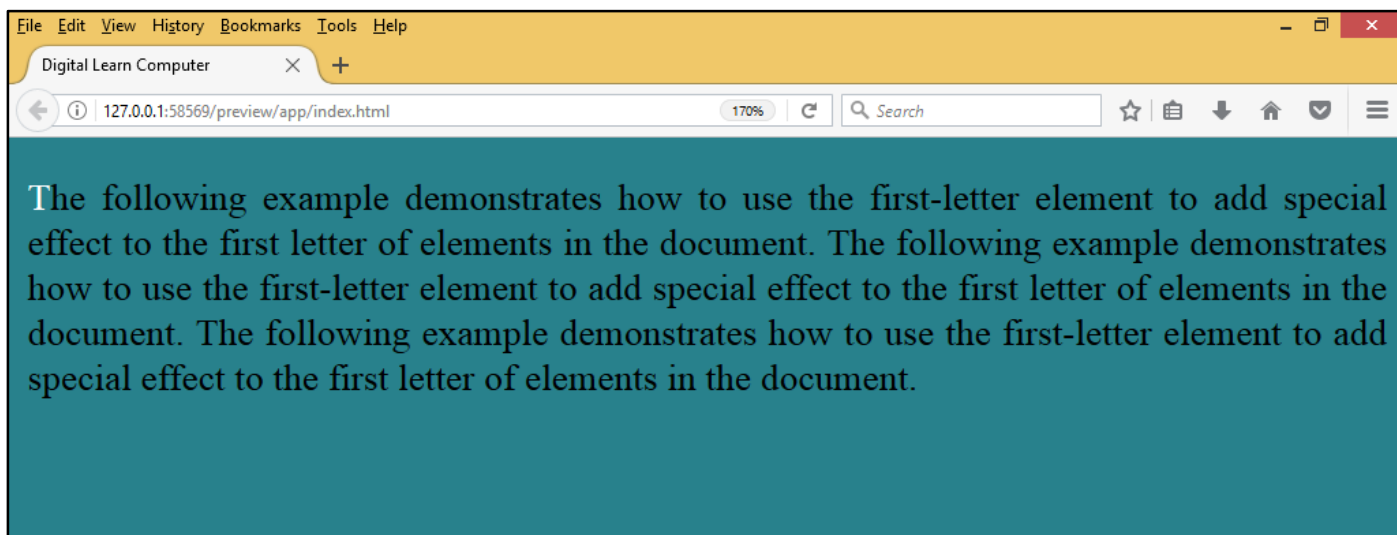 File Edit View History Bookmarks Tools Help
Digital Learn Computer
127.0.0.1:58569/preview/app/index.html 170% Search
The following example demonstrates how to use the first-letter element to add special
effect to the first letter of elements in the document. The following example demonstrates
how to use the first-letter element to add special effect to the first letter of elements in the
document. The following example demonstrates how to use the first-letter element to add
special effect to the first letter of elements in the document.